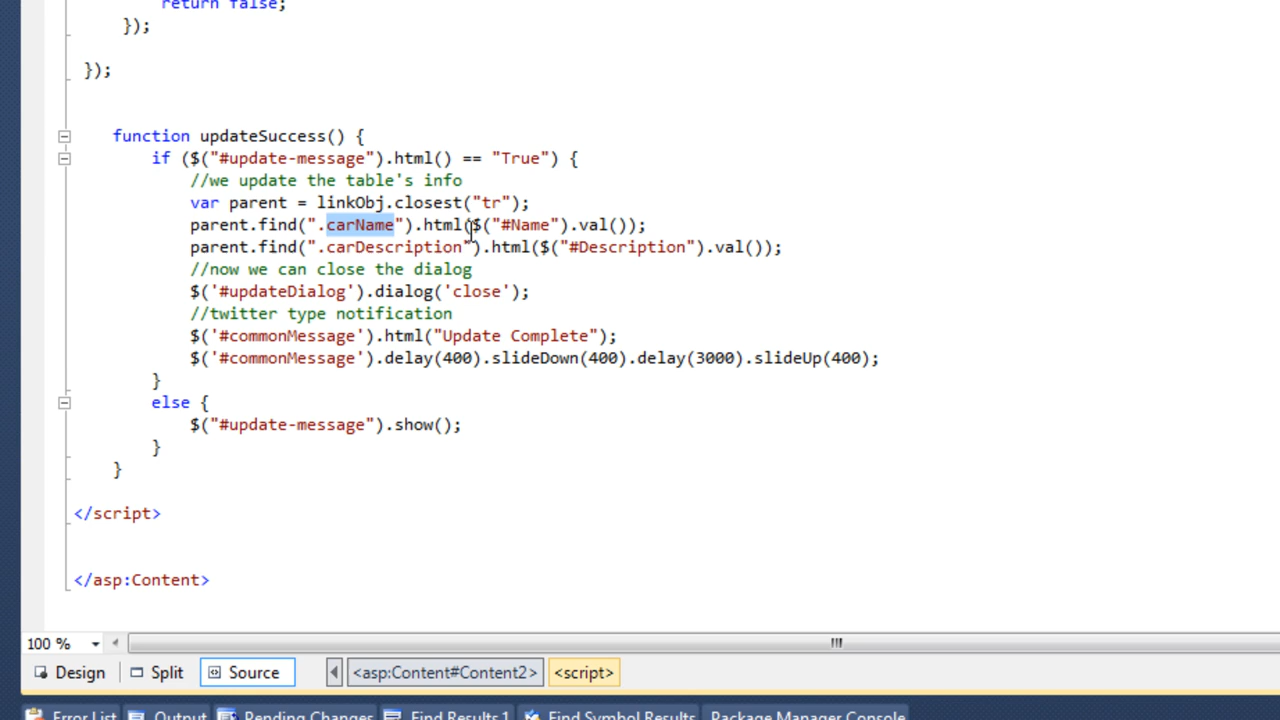 return false;
});
});
function updateSuccess() {
if ($("#update-message").html() == "True") {
//we update the table's info
var parent = linkObj.closest("tr");
parent.find(".carName").html($("#Name").val());
parent.find(".carDescription").html($("#Description").val());
//now we can close the dialog
$('#updateDialog').dialog('close');
//twitter type notification
$('#commonMessage').html("Update Complete");
$('#commonMessage').delay(400).slideDown(400).delay(3000).slideUp(400);
}
else {
$("#update-message").show();
}
}
</script>
</asp:Content>
100 %
Design Split Source <asp:Content#Content2> <script>
Error List Output Pending Changes Find Results 1 Find Symbol Results Package Manager Console